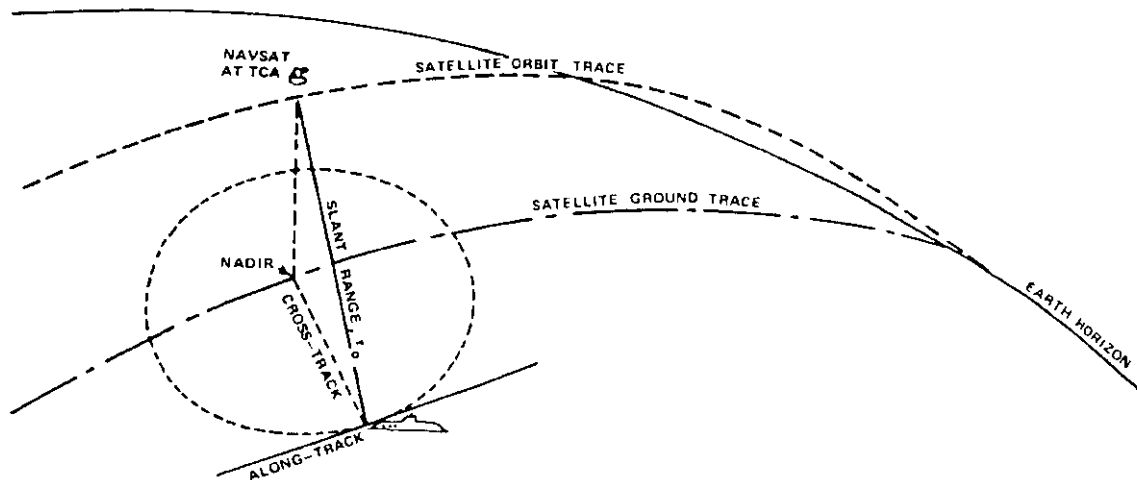 NAVSAT
AT TCA
SATELLITE ORBIT TRACE
SATELLITE GROUND TRACE
SLANT RANGE, r₀
NADIR
CROSS-TRACK
EARTH HORIZON
ALONG-TRACK